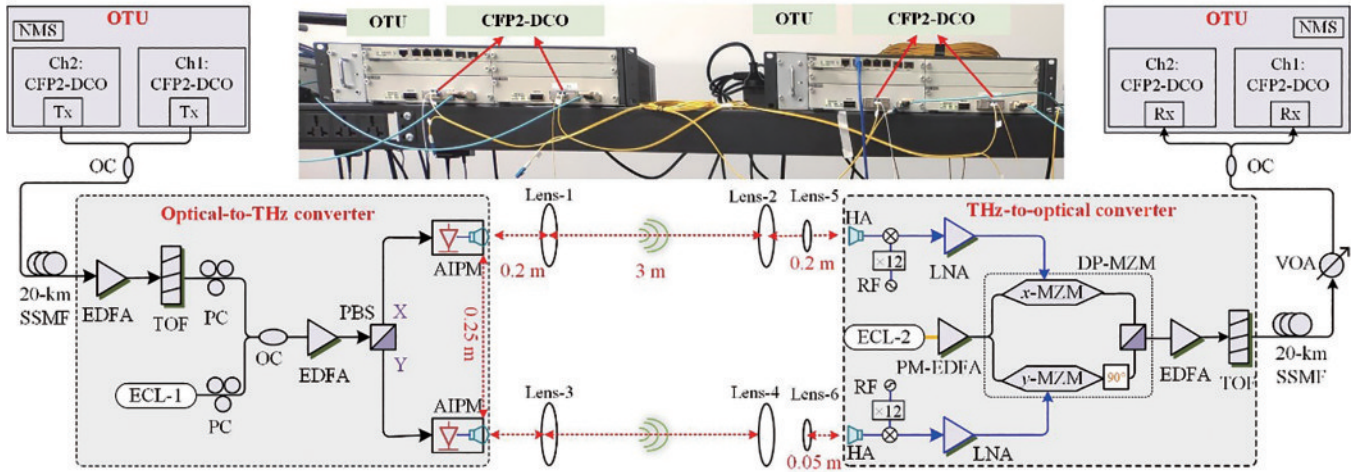 OTU
NMS
Ch2:
CFP2-DCO
Tx
Ch1:
CFP2-DCO
Tx
OC
OTU
CFP2-DCO
OTU
CFP2-DCO
OTU
NMS
Ch2:
CFP2-DCO
Rx
Ch1:
CFP2-DCO
Rx
OC
Optical-to-THz converter
20-km
SSMF
EDFA
TOF
PC
OC
ECL-1
PC
EDFA
PBS
X
Y
AIPM
0.25 m
AIPM
Lens-1
0.2 m
3 m
Lens-2
Lens-5
0.2 m
Lens-3
Lens-4
Lens-6
0.05 m
THz-to-optical converter
HA
×12
RF
LNA
DP-MZM
x-MZM
ECL-2
PM-EDFA
y-MZM
90°
RF
×12
HA
LNA
EDFA
TOF
20-km
SSMF
VOA